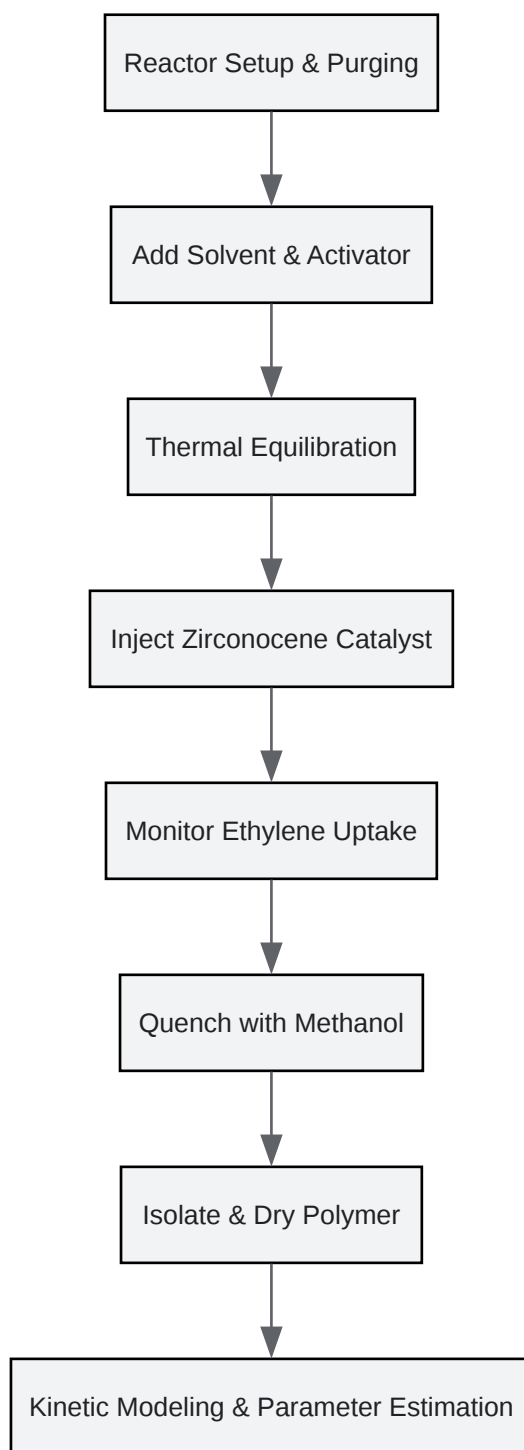 Reactor Setup & Purging
Add Solvent & Activator
Thermal Equilibration
Inject Zirconocene Catalyst
Monitor Ethylene Uptake
Quench with Methanol
Isolate & Dry Polymer
Kinetic Modeling & Parameter Estimation